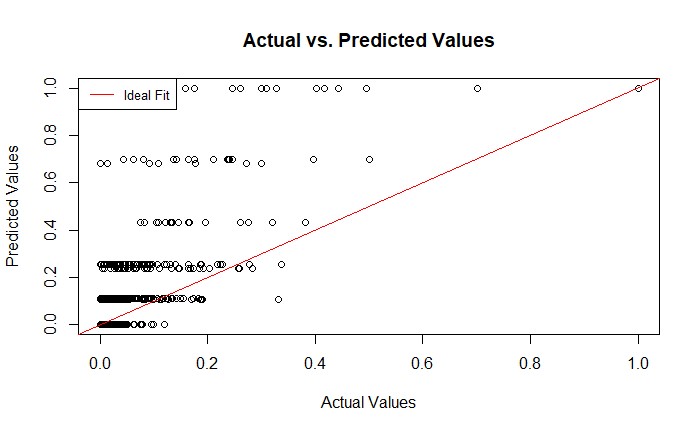 Actual vs. Predicted Values
Ideal Fit
Predicted Values
1.0
0.8
0.6
0.4
0.2
0.0
0.0 0.2 0.4 0.6 0.8 1.0
Actual Values